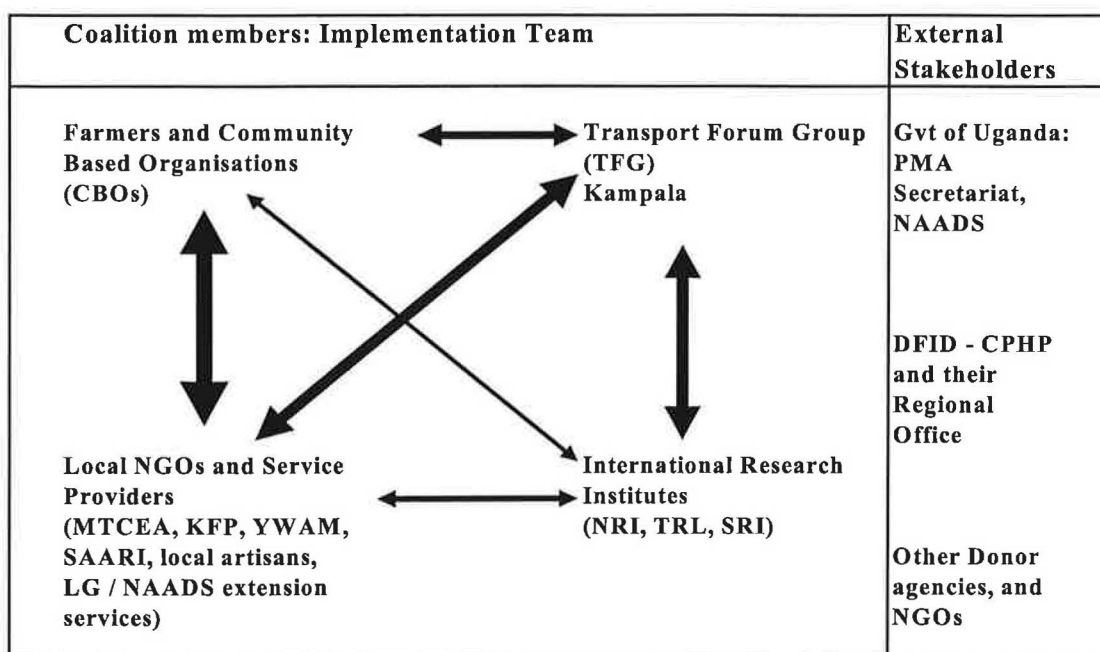 Coalition members: Implementation Team
External
Stakeholders
Farmers and Community
Based Organisations
(CBOs)
Transport Forum Group
(TFG)
Kampala
Gvt of Uganda:
PMA
Secretariat,
NAADS
DFID - CPHP
and their
Regional
Office
Local NGOs and Service
Providers
(MTCEA, KFP, YWAM,
SAARI, local artisans,
LG / NAADS extension
services)
International Research
Institutes
(NRI, TRL, SRI)
Other Donor
agencies, and
NGOs